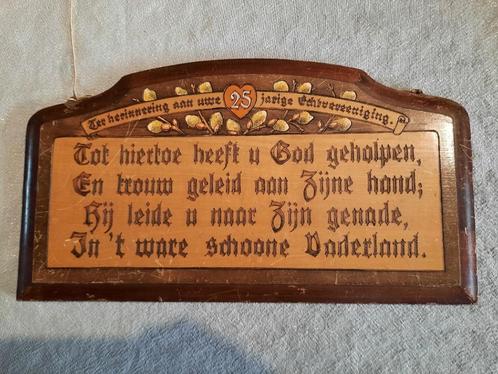 Ter herinnering aan uwe 25 jarige Echtvereeniging.
Tot hiertoe heeft u God geholpen,
En trouw geleid aan Zijne hand;
Hij leide u naar Zijn genade,
In 't ware schoone Vaderland.